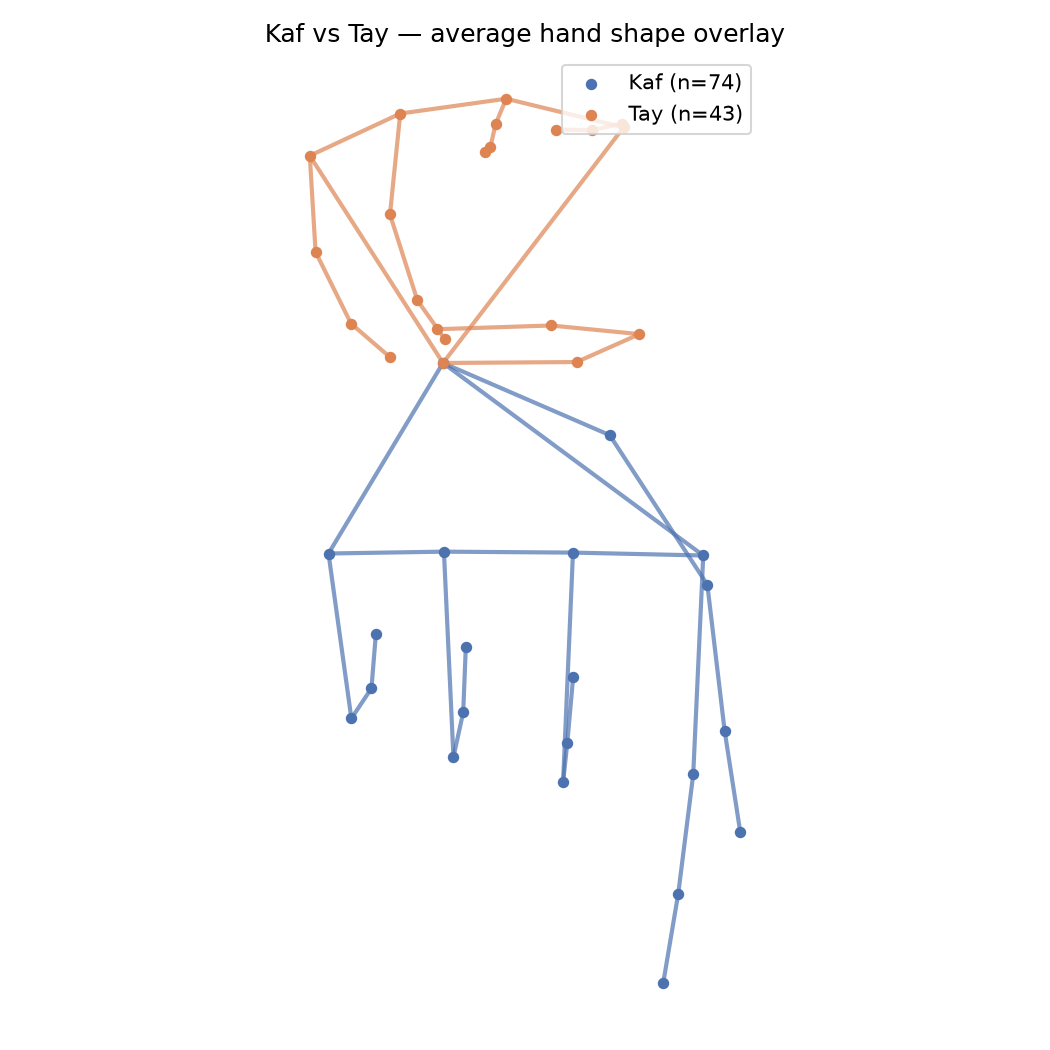 Kaf vs Tay — average hand shape overlay
Kaf (n=74)
Tay (n=43)